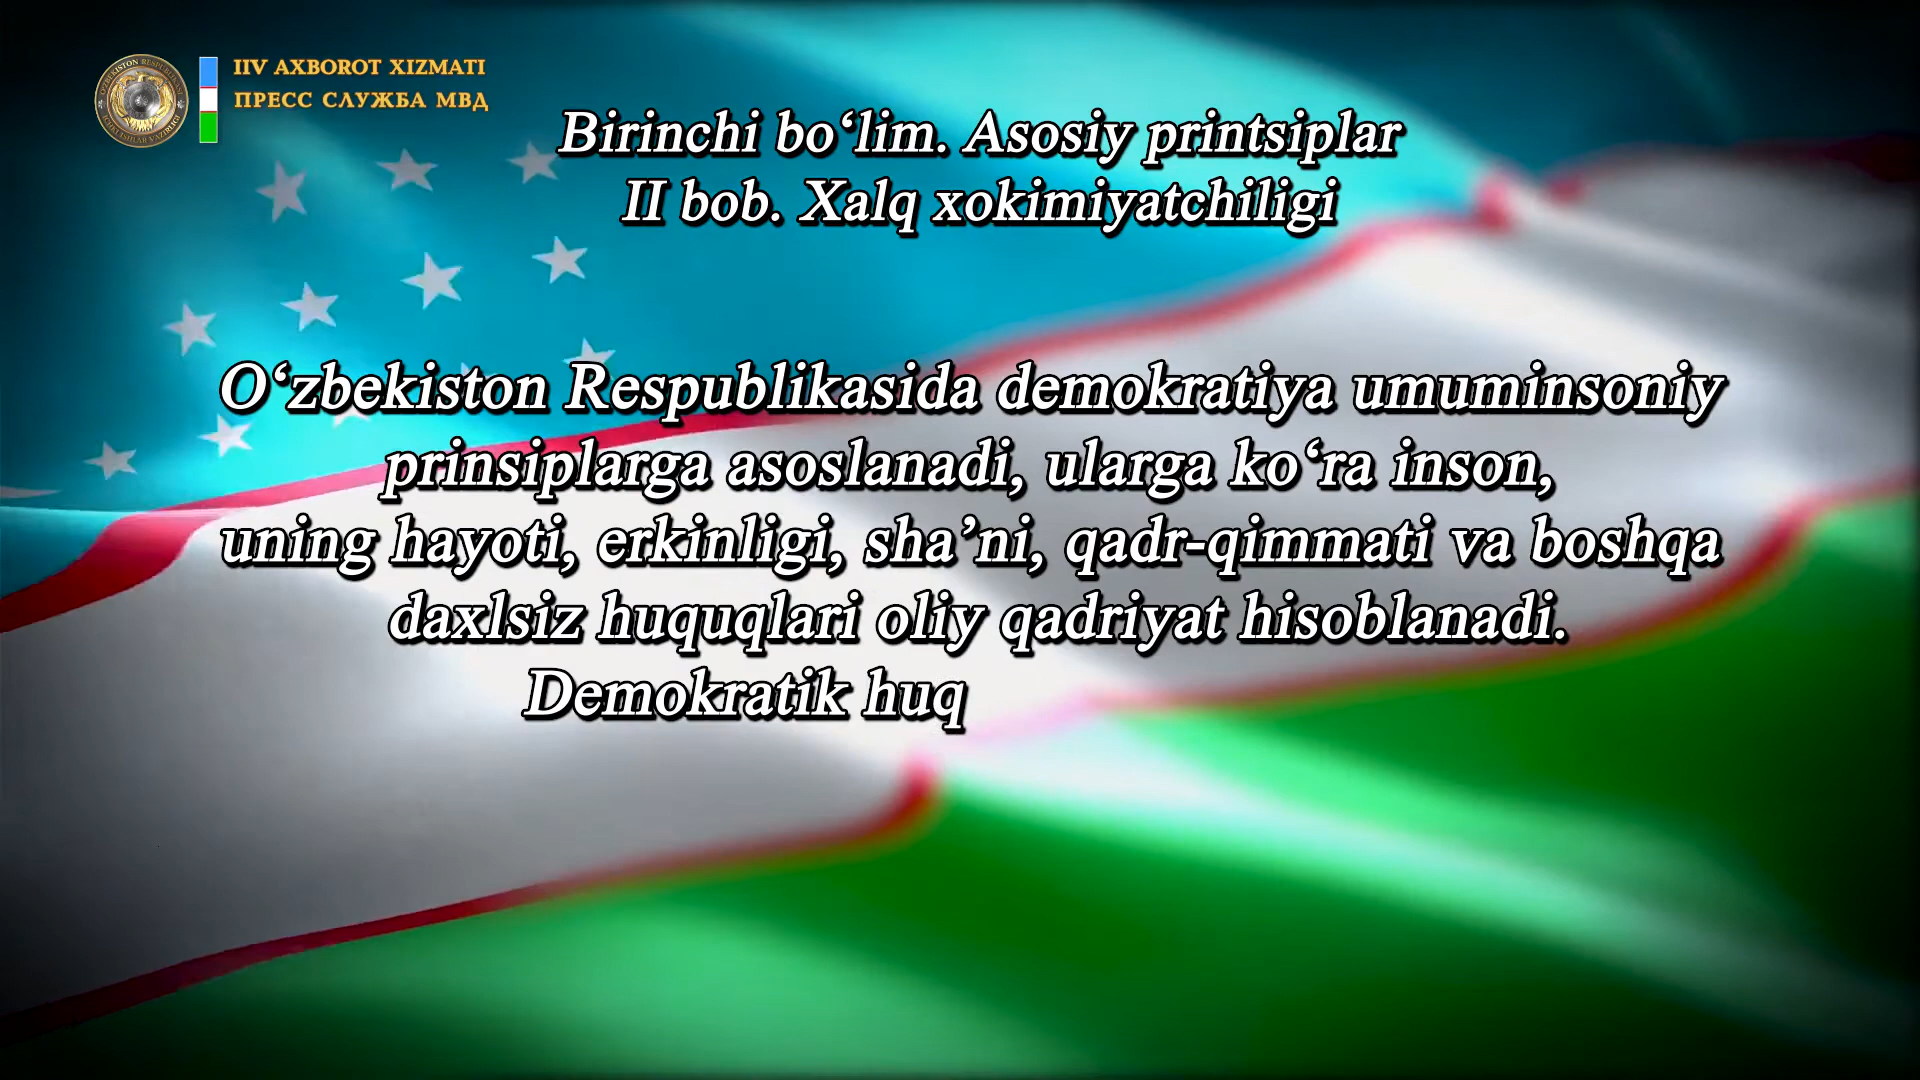 IIV AXBOROT XIZMATI
ПРЕСС СЛУЖБА МВД
Birinchi bo‘lim. Asosiy printsiplar
II bob. Xalq xokimiyatchiligi
O‘zbekiston Respublikasida demokratiya umuminsoniy
prinsiplarga asoslanadi, ularga ko‘ra inson,
uning hayoti, erkinligi, sha’ni, qadr-qimmati va boshqa
daxlsiz huquqlari oliy qadriyat hisoblanadi.
Demokratik huq